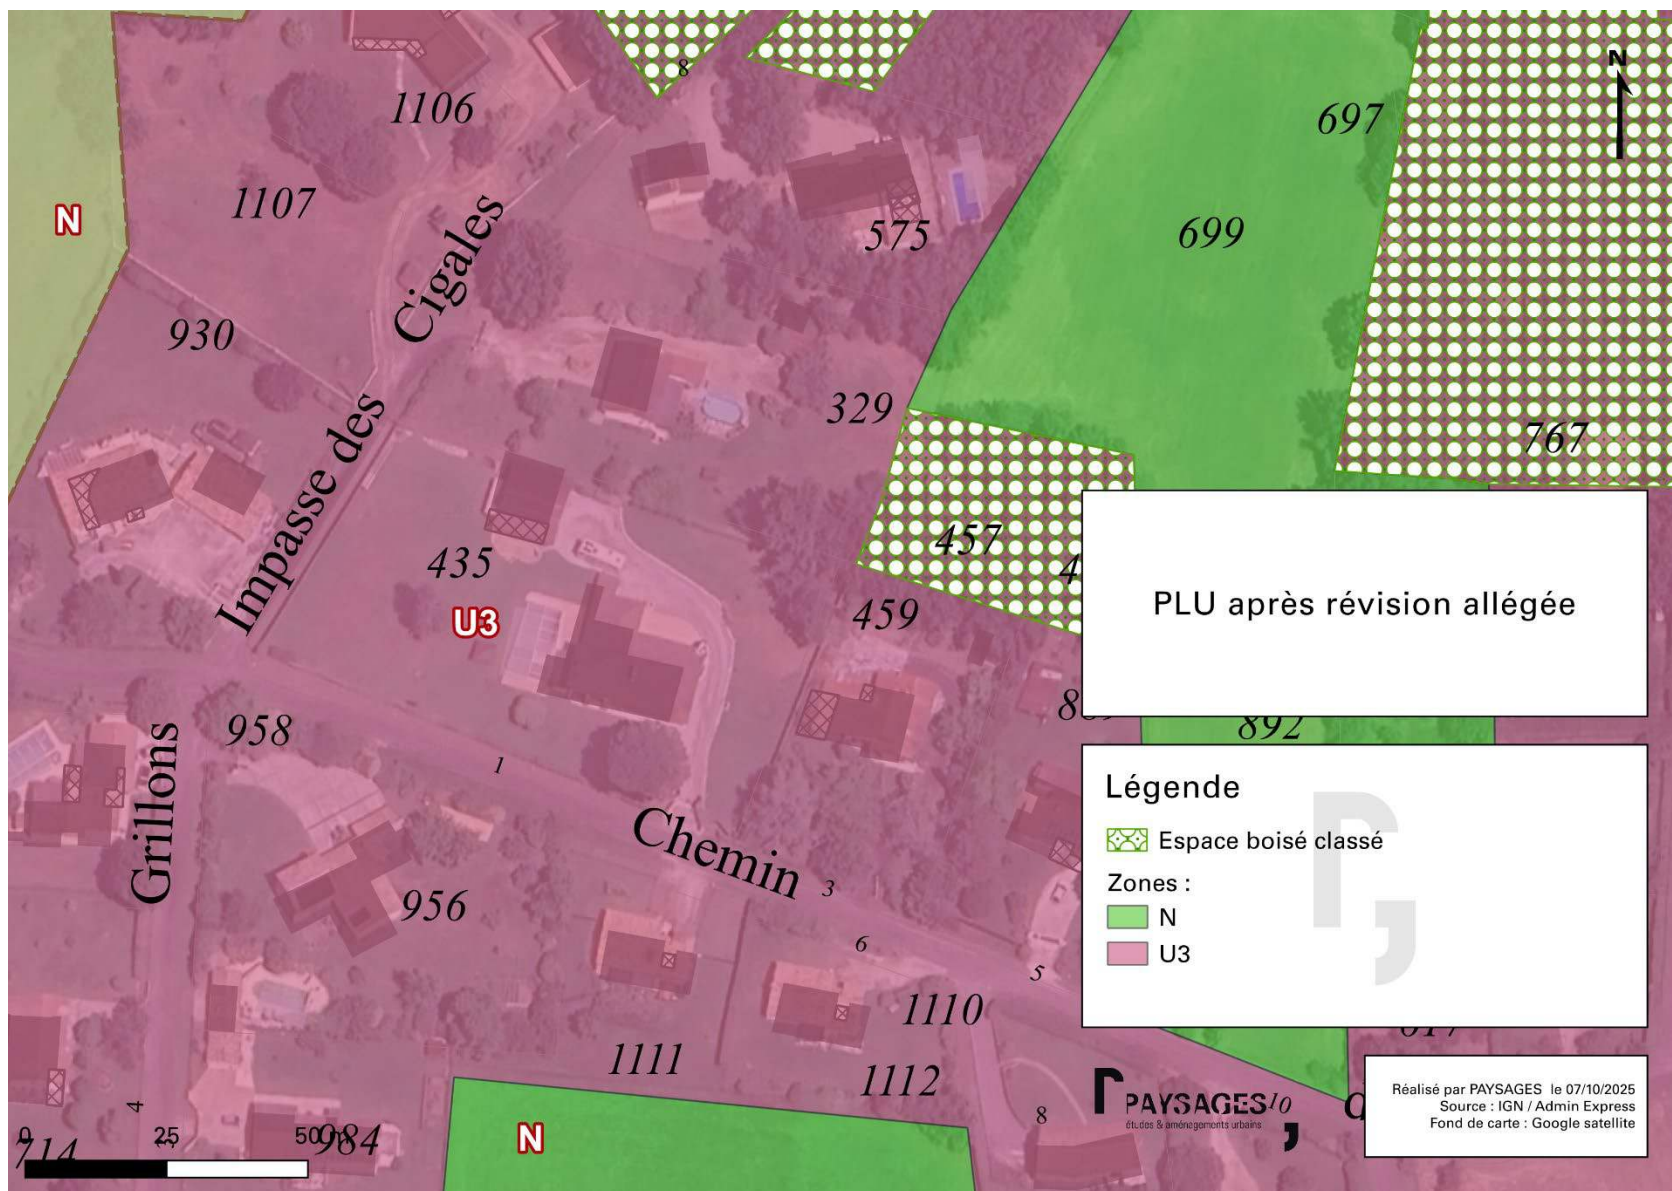 8
N
1106
697
1107
N
575
699
930
Impasse des Cigales
329
767
457
435
459
U3
PLU après révision allégée
958
892
1
Grillons
Légende
Chemin
Espace boisé classé
3
956
Zones :
N
6
U3
5
1110
1111
1112
PAYSAGES
études & aménagements urbains
10
8
4
Réalisé par PAYSAGES le 07/10/2025
Source : IGN / Admin Express
Fond de carte : Google satellite
N
0 25 50 m
714
984